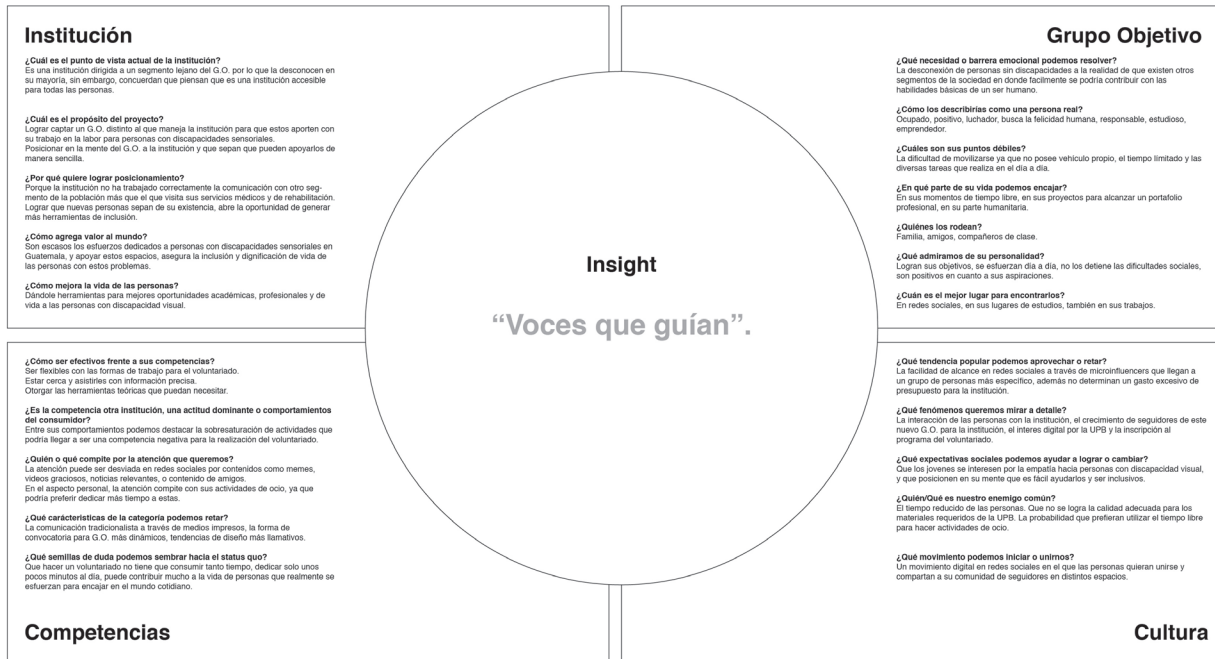 Institución
¿Cuál es el punto de vista actual de la institución?
Es una institución dirigida a un segmento lejano del G.O. por lo que la desconocen en
su mayoría, sin embargo, concuerdan que piensan que es una institución accesible
para todas las personas.
¿Cuál es el propósito del proyecto?
Lograr captar un G.O. distinto al que maneja la institución para que estos aporten con
su trabajo en la labor para personas con discapacidades sensoriales.
Posicionar en la mente del G.O. a la institución y que sepan que pueden apoyarlos de
manera sencilla.
¿Por qué quiere lograr posicionamiento?
Porque la institución no ha trabajado correctamente la comunicación con otro seg-
mento de la población más que el que visita sus servicios médicos y de rehabilitación.
Lograr que nuevas personas sepan de su existencia, abre la oportunidad de generar
más herramientas de inclusión.
¿Cómo agrega valor al mundo?
Son escasos los esfuerzos dedicados a personas con discapacidades sensoriales en
Guatemala, y apoyar estos espacios, asegura la inclusión y dignificación de vida de
las personas con estos problemas.
¿Cómo mejora la vida de las personas?
Dándole herramientas para mejores oportunidades académicas, profesionales y de
vida a las personas con discapacidad visual.
Grupo Objetivo
¿Qué necesidad o barrera emocional podemos resolver?
La desconexión de personas sin discapacidades a la realidad de que existen otros
segmentos de la sociedad en donde facilmente se podría contribuir con las
habilidades básicas de un ser humano.
¿Cómo los describirías como una persona real?
Ocupado, positivo, luchador, busca la felicidad humana, responsable, estudioso,
emprendedor.
¿Cuáles son sus puntos débiles?
La dificultad de movilizarse ya que no posee vehículo propio, el tiempo limitado y las
diversas tareas que realiza en el día a día.
¿En qué parte de su vida podemos encajar?
En sus momentos de tiempo libre, en sus proyectos para alcanzar un portafolio
profesional, en su parte humanitaria.
¿Quiénes los rodean?
Familia, amigos, compañeros de clase.
¿Qué admiramos de su personalidad?
Logran sus objetivos, se esfuerzan día a día, no los detiene las dificultades sociales,
son positivos en cuanto a sus aspiraciones.
¿Cuán es el mejor lugar para encontrarlos?
En redes sociales, en sus lugares de estudios, también en sus trabajos.
Insight
“Voces que guían”.
¿Cómo ser efectivos frente a sus competencias?
Ser flexibles con las formas de trabajo para el voluntariado.
Estar cerca y asistirles con información precisa.
Otorgar las herramientas teóricas que puedan necesitar.
¿Es la competencia otra institución, una actitud dominante o comportamientos
del consumidor?
Entre sus comportamientos podemos destacar la sobresaturación de actividades que
podría llegar a ser una competencia negativa para la realización del voluntariado.
¿Quién o qué compite por la atención que queremos?
La atención puede ser desviada en redes sociales por contenidos como memes,
videos graciosos, noticias relevantes, o contenido de amigos.
En el aspecto personal, la atención compite con sus actividades de ocio, ya que
podría preferir dedicar más tiempo a estas.
¿Qué carácteristicas de la categoría podemos retar?
La comunicación tradicionalista a través de medios impresos, la forma de
convocatoria para G.O. más dinámicos, tendencias de diseño más llamativos.
¿Qué semillas de duda podemos sembrar hacia el status quo?
Que hacer un voluntariado no tiene que consumir tanto tiempo, dedicar solo unos
pocos minutos al día, puede contribuir mucho a la vida de personas que realmente se
esfuerzan para encajar en el mundo cotidiano.
Competencias
¿Qué tendencia popular podemos aprovechar o retar?
La facilidad de alcance en redes sociales a través de microinfluencers que llegan a
un grupo de personas más específico, además no determinan un gasto excesivo de
presupuesto para la institución.
¿Qué fenómenos queremos mirar a detalle?
La interacción de las personas con la institución, el crecimiento de seguidores de este
nuevo G.O. para la institución, el interes digital por la UPB y la inscripción al
programa del voluntariado.
¿Qué expectativas sociales podemos ayudar a lograr o cambiar?
Que los jovenes se interesen por la empatía hacia personas con discapacidad visual,
y que posicionen en su mente que es fácil ayudarlos y ser inclusivos.
¿Quién/Qué es nuestro enemigo común?
El tiempo reducido de las personas. Que no se logra la calidad adecuada para los
materiales requeridos de la UPB. La probabilidad que prefieran utilizar el tiempo libre
para hacer actividades de ocio.
¿Qué movimiento podemos iniciar o unirnos?
Un movimiento digital en redes sociales en el que las personas quieran unirse y
compartan a su comunidad de seguidores en distintos espacios.
Cultura